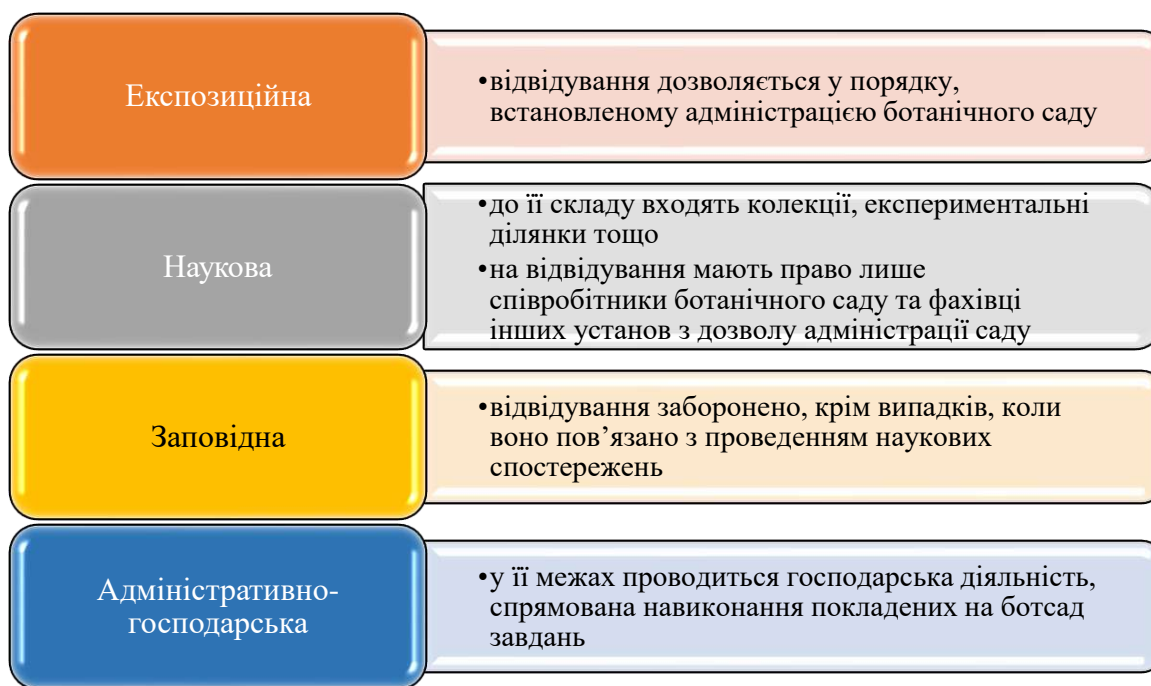 Експозиційна
•відвідування дозволяється у порядку,
встановленому адміністрацією ботанічного саду
Наукова
•до її складу входять колекції, експериментальні
ділянки тощо
•на відвідування мають право лише
співробітники ботанічного саду та фахівці
інших установ з дозволу адміністрації саду
Заповідна
•відвідування заборонено, крім випадків, коли
воно пов’язано з проведенням наукових
спостережень
Адміністративно-
господарська
•у її межах проводиться господарська діяльність,
спрямована навиконання покладених на ботсад
завдань